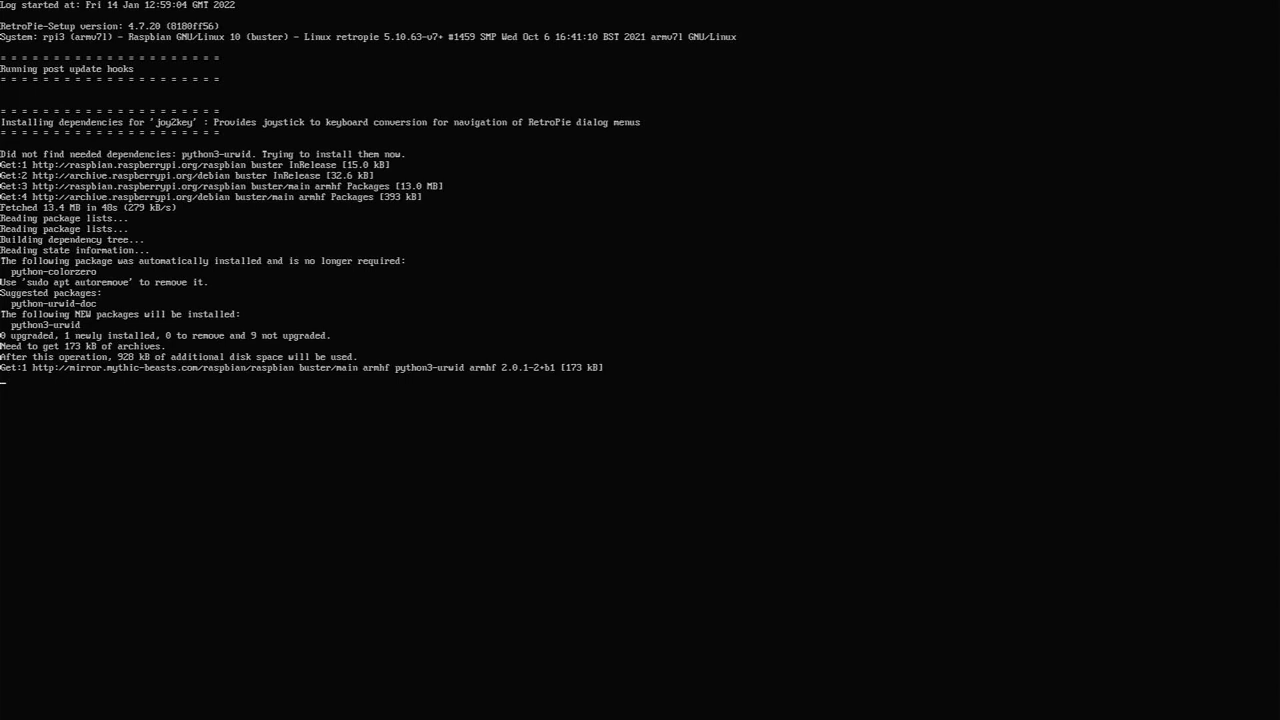 Log started at: Fri 14 Jan 12:59:04 GMT 2022
RetroPie-Setup version: 4.7.20 (8180ff56)
System: rpi3 (armv7l) - Raspbian GNU/Linux 10 (buster) - Linux retropie 5.10.63-v7+ #1459 SMP Wed Oct 6 16:41:10 BST 2021 armv7l GNU/Linux
= = = = = = = = = = = = = = = = = = = = =
Running post update hooks
= = = = = = = = = = = = = = = = = = = = =
= = = = = = = = = = = = = = = = = = = = =
Installing dependencies for 'joy2key' : Provides joystick to keyboard conversion for navigation of RetroPie dialog menus
= = = = = = = = = = = = = = = = = = = = =
Did not find needed dependencies: python3-urwid. Trying to install them now.
Get:1 http://raspbian.raspberrypi.org/raspbian buster InRelease [15.0 kB]
Get:2 http://archive.raspberrypi.org/debian buster InRelease [32.6 kB]
Get:3 http://raspbian.raspberrypi.org/raspbian buster/main armhf Packages [13.0 MB]
Get:4 http://archive.raspberrypi.org/debian buster/main armhf Packages [393 kB]
Fetched 13.4 MB in 48s (279 kB/s)
Reading package lists...
Reading package lists...
Building dependency tree...
Reading state information...
The following package was automatically installed and is no longer required:
python-colorzero
Use 'sudo apt autoremove' to remove it.
Suggested packages:
python-urwid-doc
The following NEW packages will be installed:
python3-urwid
0 upgraded, 1 newly installed, 0 to remove and 9 not upgraded.
Need to get 173 kB of archives.
After this operation, 928 kB of additional disk space will be used.
Get:1 http://mirror.mythic-beasts.com/raspbian/raspbian buster/main armhf python3-urwid armhf 2.0.1-2+b1 [173 kB]